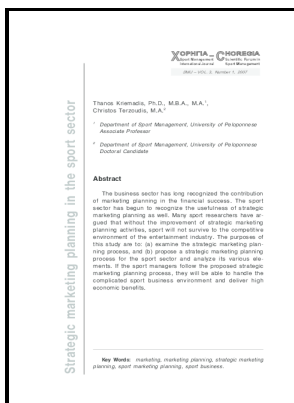 ΧΟΡΗΓΙΑ – CHOREGIA
Sport Management Scientific Forum in
International Journal Sport Management
SMIJ – VOL. 3, Number 1, 2007
Strategic marketing planning in the sport sector
Thanos Kriemadis, Ph.D., M.B.A., M.A.¹,
Christos Terzoudis, M.A.²
¹ Department of Sport Management, University of Peloponnese
Associate Professor
² Department of Sport Management, University of Peloponnese
Doctoral Candidate
Abstract
The business sector has long recognized the contribution
of marketing planning in the financial success. The sport
sector has begun to recognize the usefulness of strategic
marketing planning as well. Many sport researchers have ar-
gued that without the improvement of strategic marketing
planning activities, sport will not survive to the competitive
environment of the entertainment industry. The purposes of
this study are to: (a) examine the strategic marketing plan-
ning process, and (b) propose a strategic marketing planning
process for the sport sector and analyze its various ele-
ments. If the sport managers follow the proposed strategic
marketing planning process, they will be able to handle the
complicated sport business environment and deliver high
economic benefits.
Key Words: marketing, marketing planning, strategic marketing
planning, sport marketing planning, sport business.